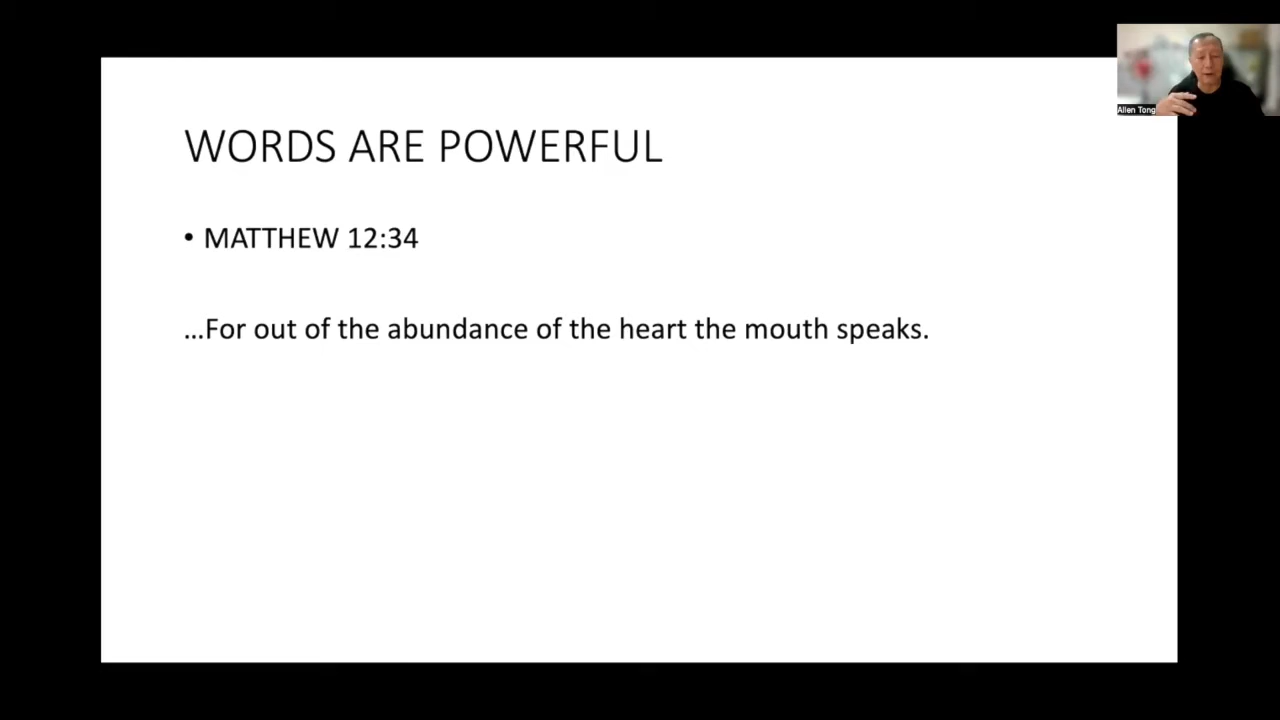 WORDS ARE POWERFUL
• MATTHEW 12:34
…For out of the abundance of the heart the mouth speaks.
Allen Tong